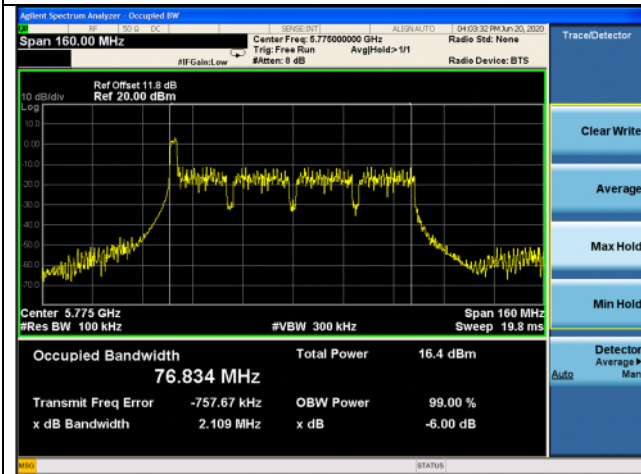 Agilent Spectrum Analyzer - Occupied BW
RF 50 Ω DC SENSE:INT ALIGN AUTO 04:03:32 PM Jun 20, 2020
Span 160.00 MHz
Center Freq: 5.775000000 GHz
Radio Std: None
Trig: Free Run Avg|Hold:> 1/1
#IFGain:Low #Atten: 8 dB Radio Device: BTS
Trace/Detector
Ref Offset 11.8 dB
10 dB/div Ref 20.00 dBm
Log
10.0
0.00
-10.0
-20.0
-30.0
-40.0
-50.0
-60.0
-70.0
Clear Write
Average
Max Hold
Min Hold
Center 5.775 GHz Span 160 MHz
#Res BW 100 kHz #VBW 300 kHz Sweep 19.8 ms
Occupied Bandwidth Total Power 16.4 dBm
76.834 MHz
Transmit Freq Error -757.67 kHz OBW Power 99.00 %
x dB Bandwidth 2.109 MHz x dB -6.00 dB
Detector
Average
Auto Man
MSG STATUS